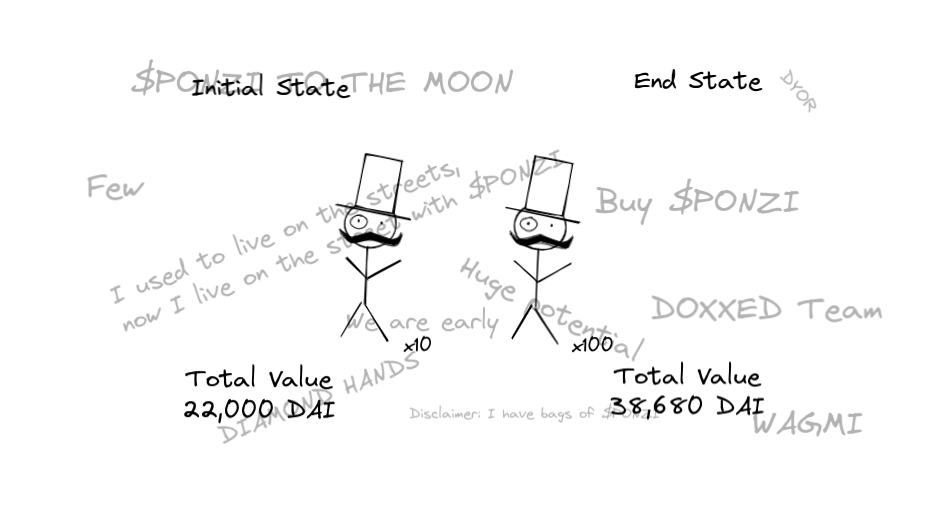 $PONZI TO THE MOON
Initial State
End State
DYOR
Few
I used to live on the streets,
now I live on the street with $PONZI
Buy $PONZI
Huge potential
DOXXED Team
We are early
x10
x100
Total Value
22,000 DAI
Total Value
38,680 DAI
DIAMOND HANDS
Disclaimer: I have bags of $PONZI
WAGMI